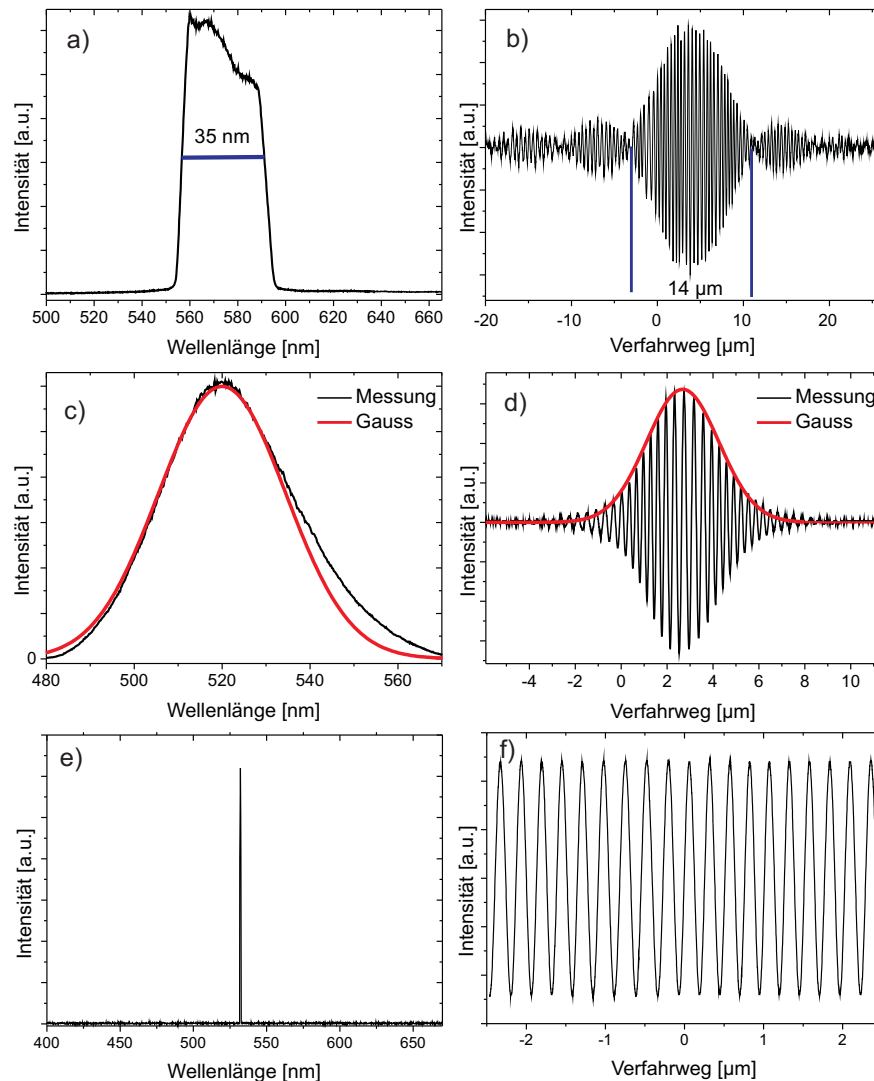 a)
35 nm
Intensität [a.u.]
500 520 540 560 580 600 620 640 660
Wellenlänge [nm]
b)
14 µm
Intensität [a.u.]
-20 -10 0 10 20
Verfahrweg [µm]
c)
Messung
Gauss
Intensität [a.u.]
0
480 500 520 540 560
Wellenlänge [nm]
d)
Messung
Gauss
Intensität [a.u.]
-4 -2 0 2 4 6 8 10
Verfahrweg [µm]
e)
Intensität [a.u.]
400 450 500 550 600 650
Wellenlänge [nm]
f)
Intensität [a.u.]
-2 -1 0 1 2
Verfahrweg [µm]